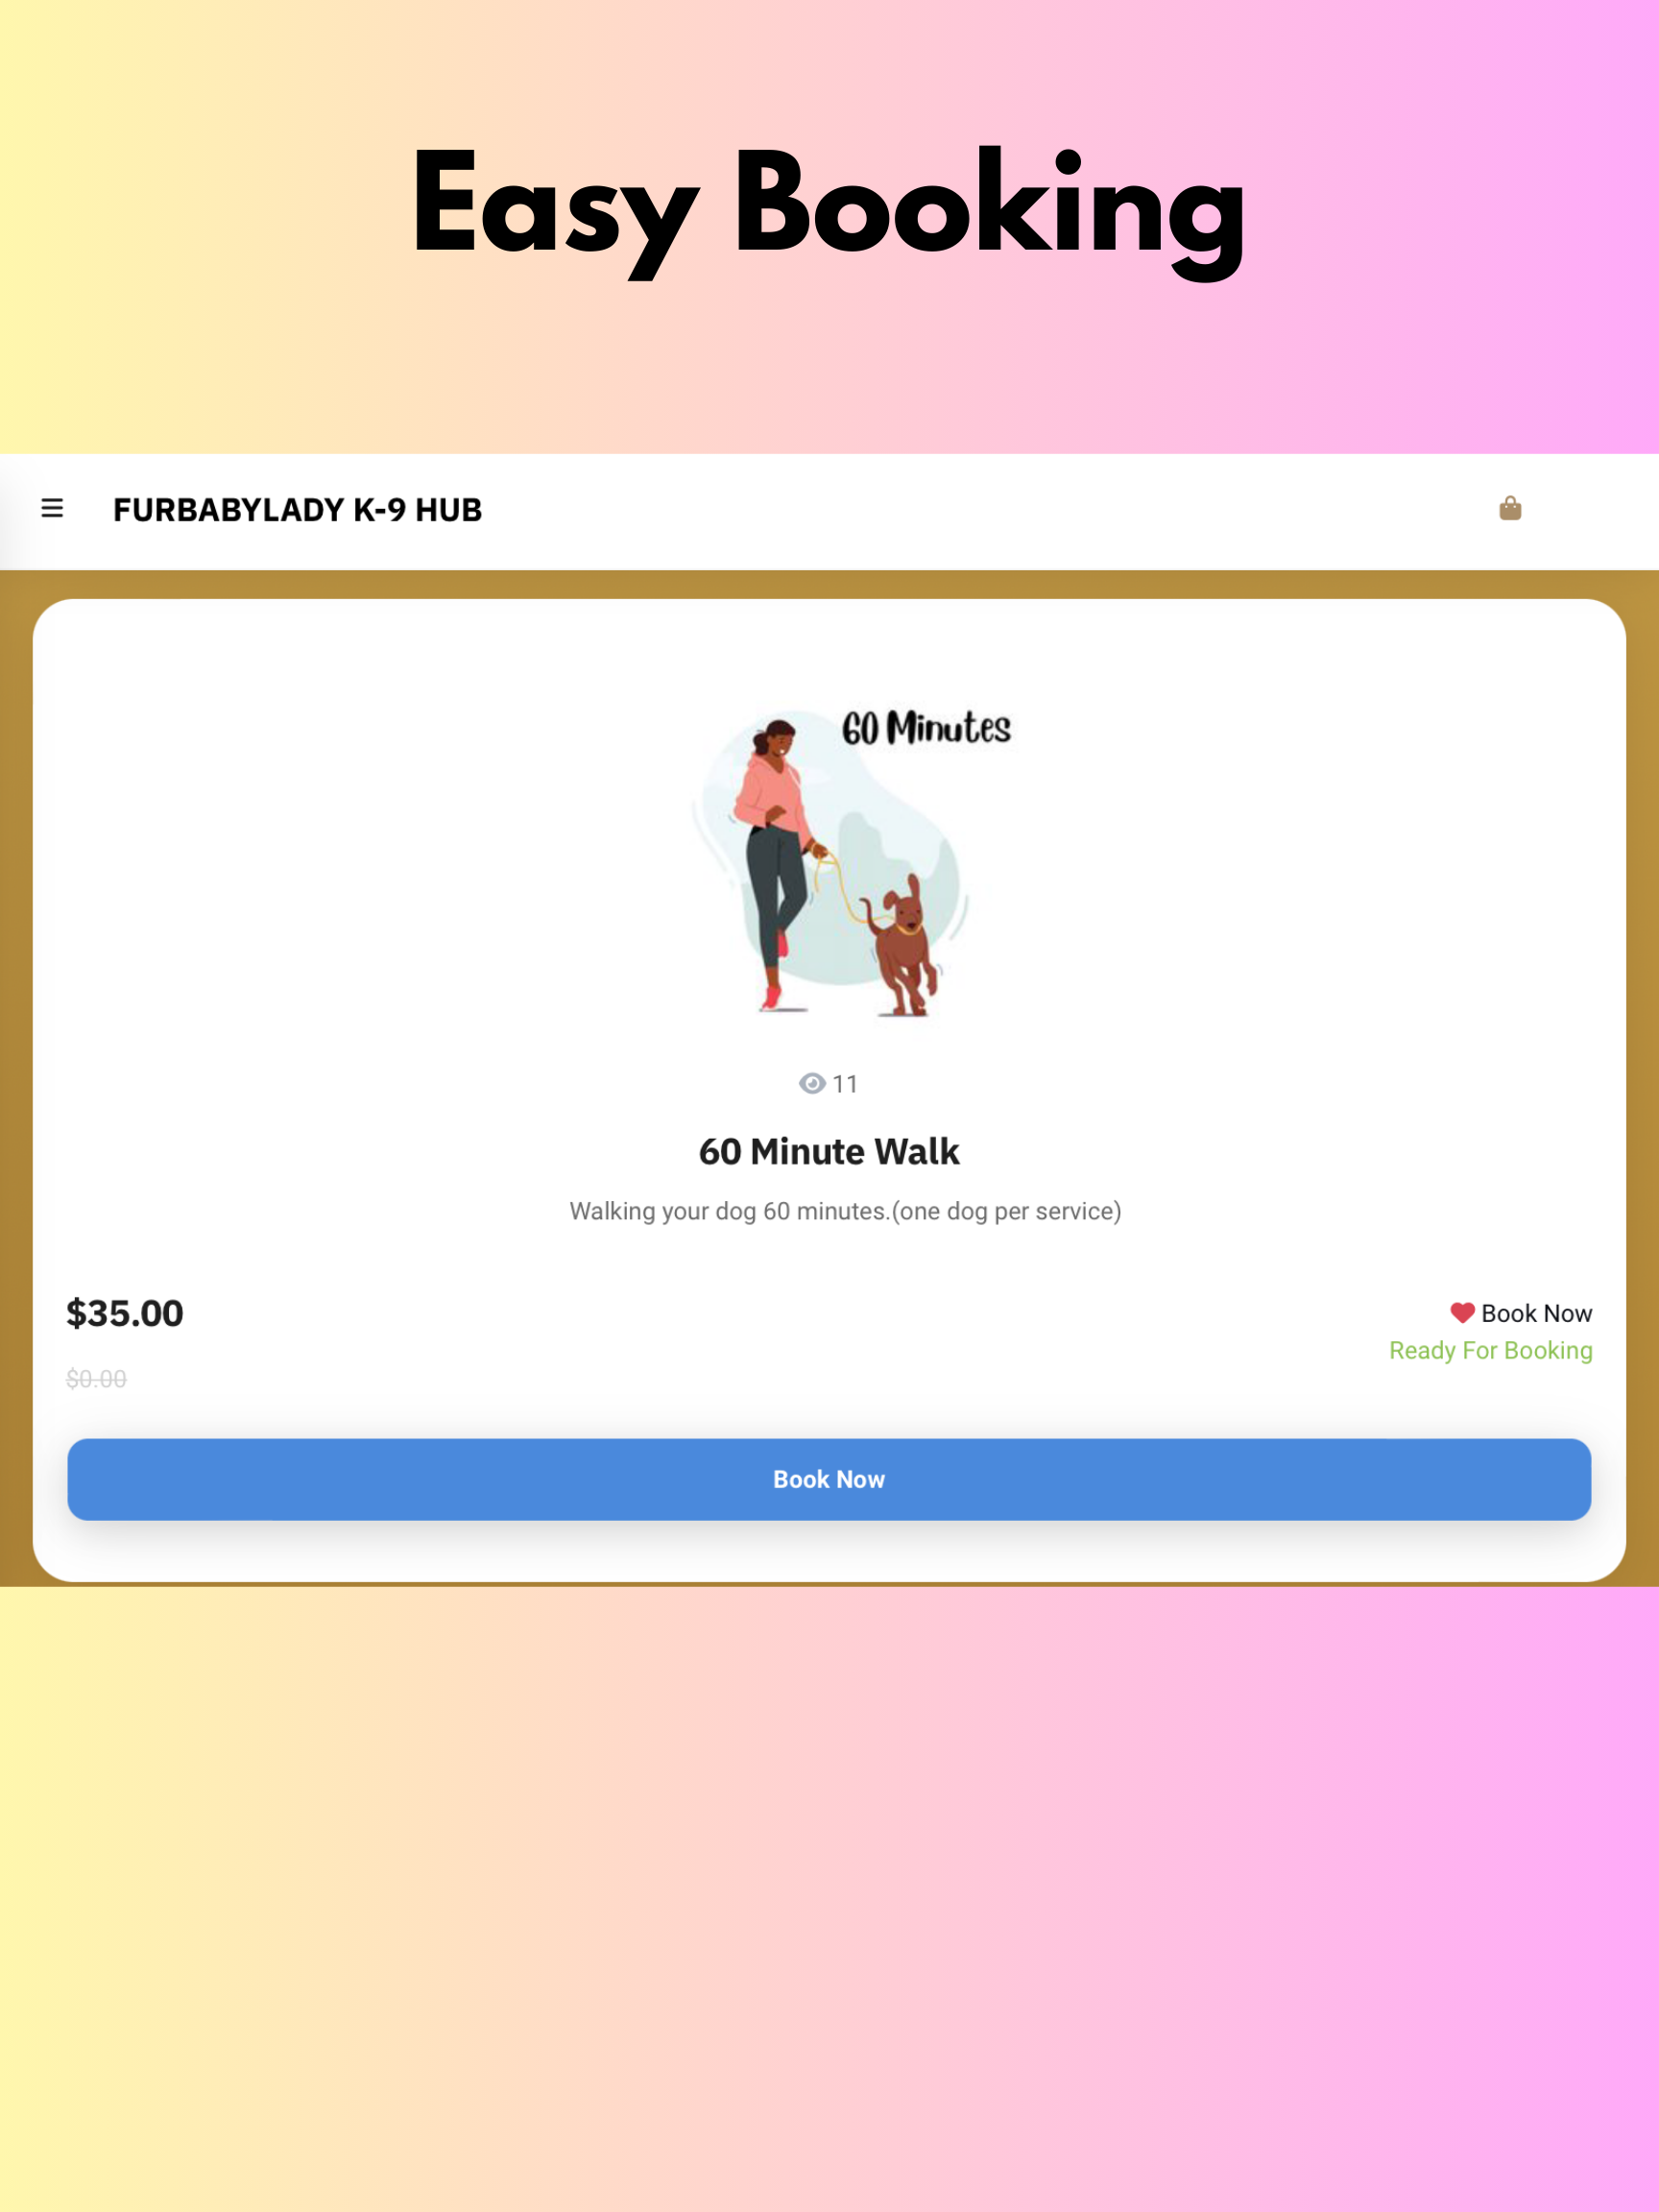 Easy Booking
FURBABYLADY K-9 HUB
60 Minutes
11
60 Minute Walk
Walking your dog 60 minutes.(one dog per service)
$35.00
Book Now
Ready For Booking
$0.00
Book Now